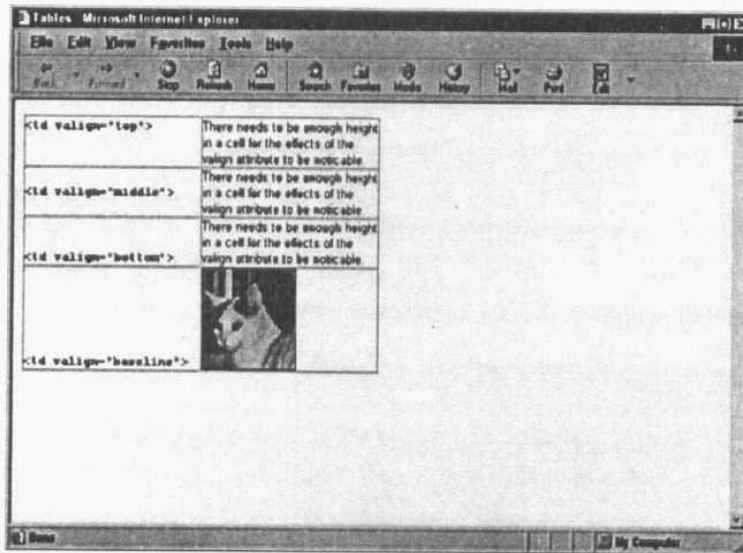 Tables - Microsoft Internet Explorer
File Edit View Favorites Tools Help
Back Forward Stop Refresh Home Search Favorites Media History Mail Print Edit
<td valign="top">
There needs to be enough height
in a cell for the effects of the
valign attribute to be noticable
<td valign="middle">
There needs to be enough height
in a cell for the effects of the
valign attribute to be noticable
<td valign="bottom">
There needs to be enough height
in a cell for the effects of the
valign attribute to be noticable
<td valign="baseline">
Done
My Computer